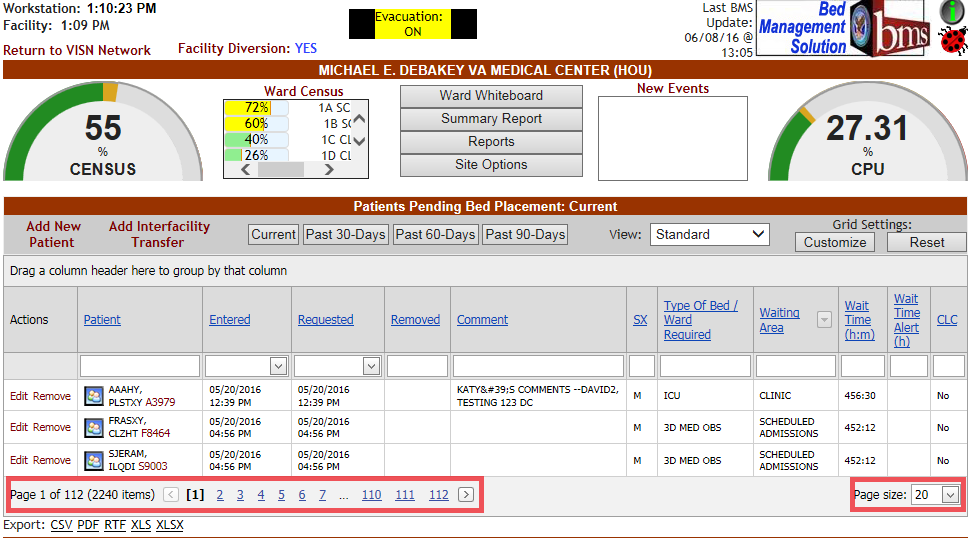 Workstation: 1:10:23 PM
Facility: 1:09 PM
Return to VISN Network
Facility Diversion: YES
Evacuation:
ON
Last BMS
Update:
06/08/16 @
13:05
Bed
Management
Solution
bms
i
MICHAEL E. DEBAKEY VA MEDICAL CENTER (HOU)
55
%
CENSUS
Ward Census
72% 1A SC
60% 1B SC
40% 1C CL
26% 1D CL
Ward Whiteboard
Summary Report
Reports
Site Options
New Events
27.31
%
CPU
Patients Pending Bed Placement: Current
Add New
Patient
Add Interfacility
Transfer
Current Past 30-Days Past 60-Days Past 90-Days
View: Standard
Grid Settings:
Customize Reset
Drag a column header here to group by that column
Actions
Patient
Entered
Requested
Removed
Comment
SX
Type Of Bed /
Ward
Required
Waiting
Area
Wait
Time
(h:m)
Wait
Time
Alert
(h)
CLC
Edit Remove
AAAHY,
PLSTXY A3979
05/20/2016
12:39 PM
05/20/2016
12:39 PM
KATY&#39;S COMMENTS --DAVID2,
TESTING 123 DC
M
ICU
CLINIC
456:30
No
Edit Remove
FRASXY,
CLZHT F8464
05/20/2016
04:56 PM
05/20/2016
04:56 PM
M
3D MED OBS
SCHEDULED
ADMISSIONS
452:12
No
Edit Remove
SJERAM,
ILQDI S9003
05/20/2016
04:56 PM
05/20/2016
04:56 PM
M
3D MED OBS
SCHEDULED
ADMISSIONS
452:12
No
Page 1 of 112 (2240 items) < [1] 2 3 4 5 6 7 ... 110 111 112 >
Page size: 20
Export: CSV PDF RTF XLS XLSX